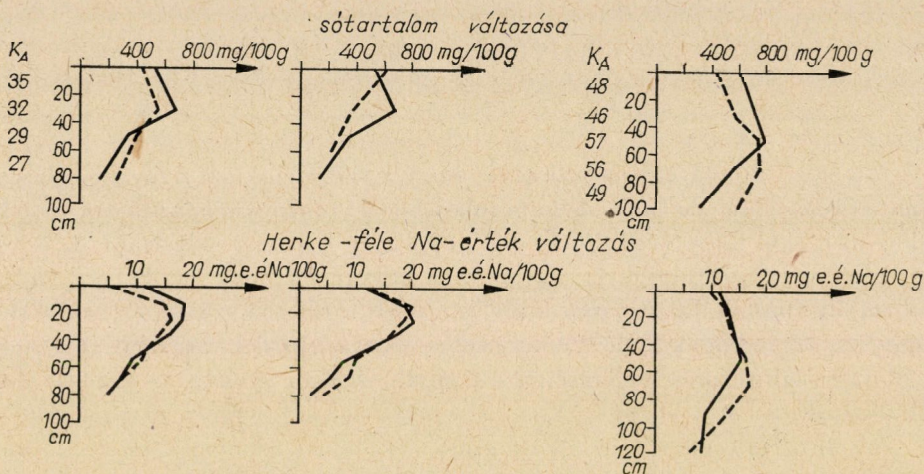 sótartalom változása
K_A 400 800 mg/100g
35
32
29
27
20
40
60
80
100
cm
400 800 mg/100g
K_A 400 800 mg/100g
48
46
57
56
49
20
40
60
80
100
cm
Herke-féle Na-érték változás
10 20 mg.e.éNa100g
20
40
60
80
100
cm
10 20 mg e.é.Na/100g
10 20 mg e.é.Na/100g
20
40
60
80
100
120
cm